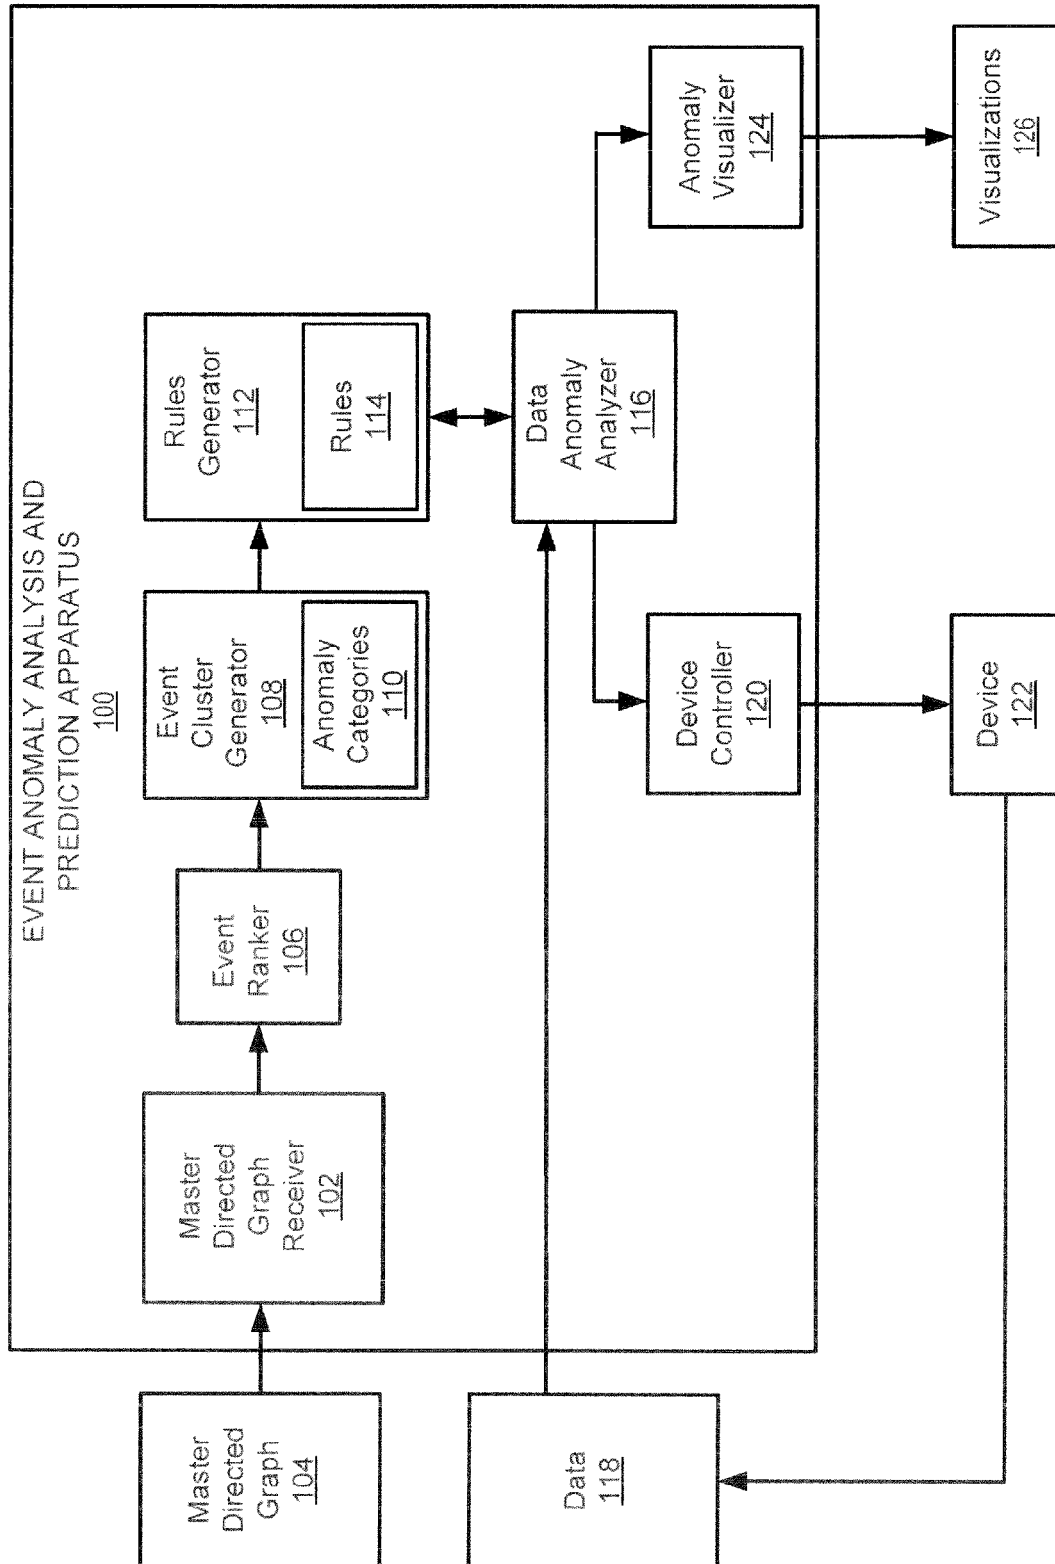 EVENT ANOMALY ANALYSIS AND
PREDICTION APPARATUS
100
Master
Directed
Graph
104
Master
Directed
Graph
Receiver
102
Event
Ranker
106
Event
Cluster
Generator
108
Anomaly
Categories
110
Rules
Generator
112
Rules
114
Data
118
Data
Anomaly
Analyzer
116
Device
Controller
120
Anomaly
Visualizer
124
Device
122
Visualizations
126